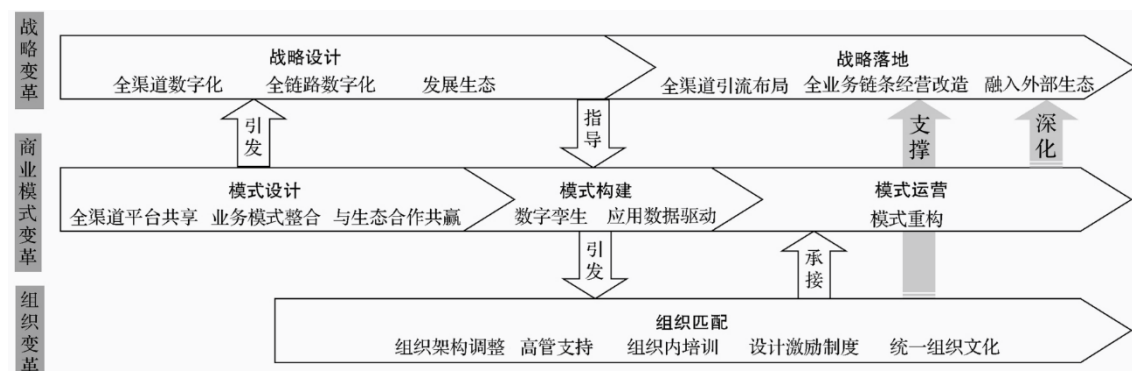 战略变革
战略设计
全渠道数字化 全链路数字化 发展生态
战略落地
全渠道引流布局 全业务链条经营改造 融入外部生态
引发
指导
支撑
深化
商业模式变革
模式设计
全渠道平台共享 业务模式整合 与生态合作共赢
模式构建
数字孪生 应用数据驱动
模式运营
模式重构
引发
承接
组织变革
组织匹配
组织架构调整 高管支持 组织内培训 设计激励制度 统一组织文化